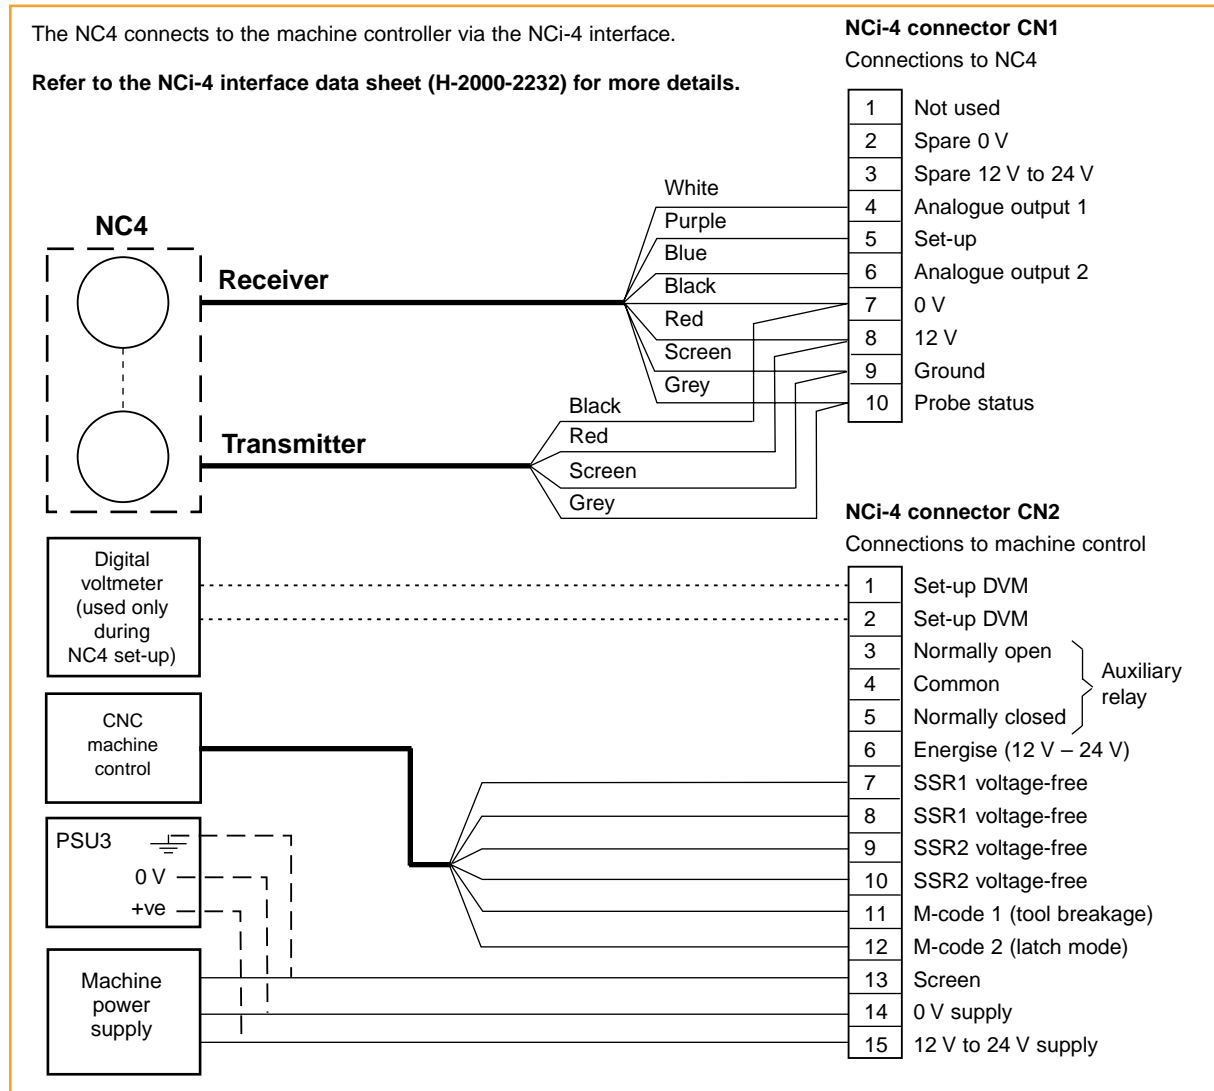 The NC4 connects to the machine controller via the NCi-4 interface.
Refer to the NCi-4 interface data sheet (H-2000-2232) for more details.
NCi-4 connector CN1
Connections to NC4
1 Not used
2 Spare 0 V
3 Spare 12 V to 24 V
4 Analogue output 1
5 Set-up
6 Analogue output 2
7 0 V
8 12 V
9 Ground
10 Probe status
White
Purple
Blue
Black
Red
Screen
Grey
NC4
Receiver
Transmitter
Black
Red
Screen
Grey
NCi-4 connector CN2
Connections to machine control
1 Set-up DVM
2 Set-up DVM
3 Normally open
4 Common
5 Normally closed
Auxiliary
relay
6 Energise (12 V – 24 V)
7 SSR1 voltage-free
8 SSR1 voltage-free
9 SSR2 voltage-free
10 SSR2 voltage-free
11 M-code 1 (tool breakage)
12 M-code 2 (latch mode)
13 Screen
14 0 V supply
15 12 V to 24 V supply
Digital
voltmeter
(used only
during
NC4 set-up)
CNC
machine
control
PSU3
0 V
+ve
Machine
power
supply